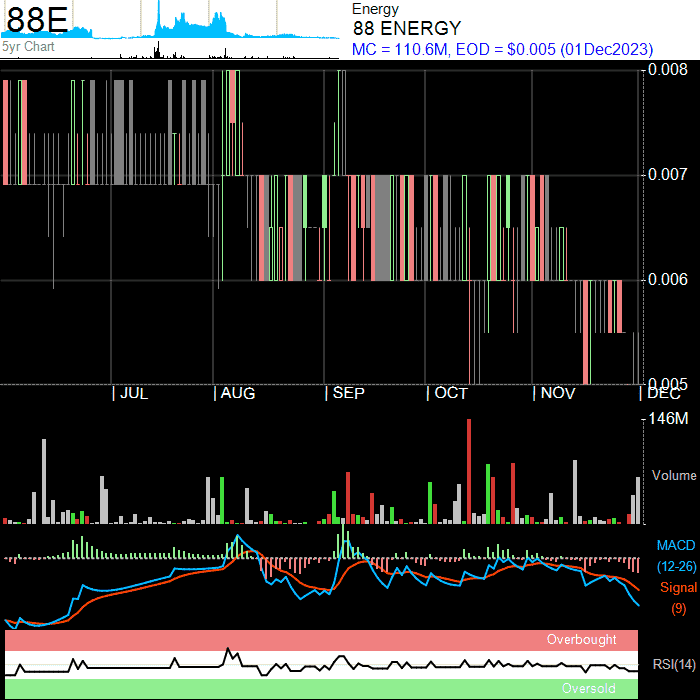 88E
5yr Chart
Energy
88 ENERGY
MC = 110.6M, EOD = $0.005 (01Dec2023)
0.008
0.007
0.006
0.005
| JUL | AUG | SEP | OCT | NOV | DEC
146M
Volume
MACD
(12-26)
Signal
(9)
Overbought
RSI(14)
Oversold